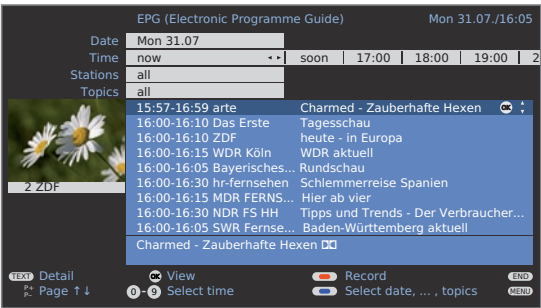 EPG (Electronic Programme Guide) Mon 31.07./16:05
Date Mon 31.07
Time now soon 17:00 18:00 19:00 2
Stations all
Topics all
15:57-16:59 arte Charmed - Zauberhafte Hexen OK
16:00-16:10 Das Erste Tagesschau
16:00-16:10 ZDF heute - in Europa
16:00-16:15 WDR Köln WDR aktuell
16:00-16:05 Bayerisches... Rundschau
16:00-16:30 hr-fernsehen Schlemmerreise Spanien
16:00-16:15 MDR FERNS... Hier ab vier
16:00-16:30 NDR FS HH Tipps und Trends - Der Verbraucher...
16:00-16:05 SWR Fernse... Baden-Württemberg aktuell
2 ZDF
Charmed - Zauberhafte Hexen
TEXT Detail OK View Record END
P+ P- Page ↑↓ 0-9 Select time Select date, ... , topics MENU